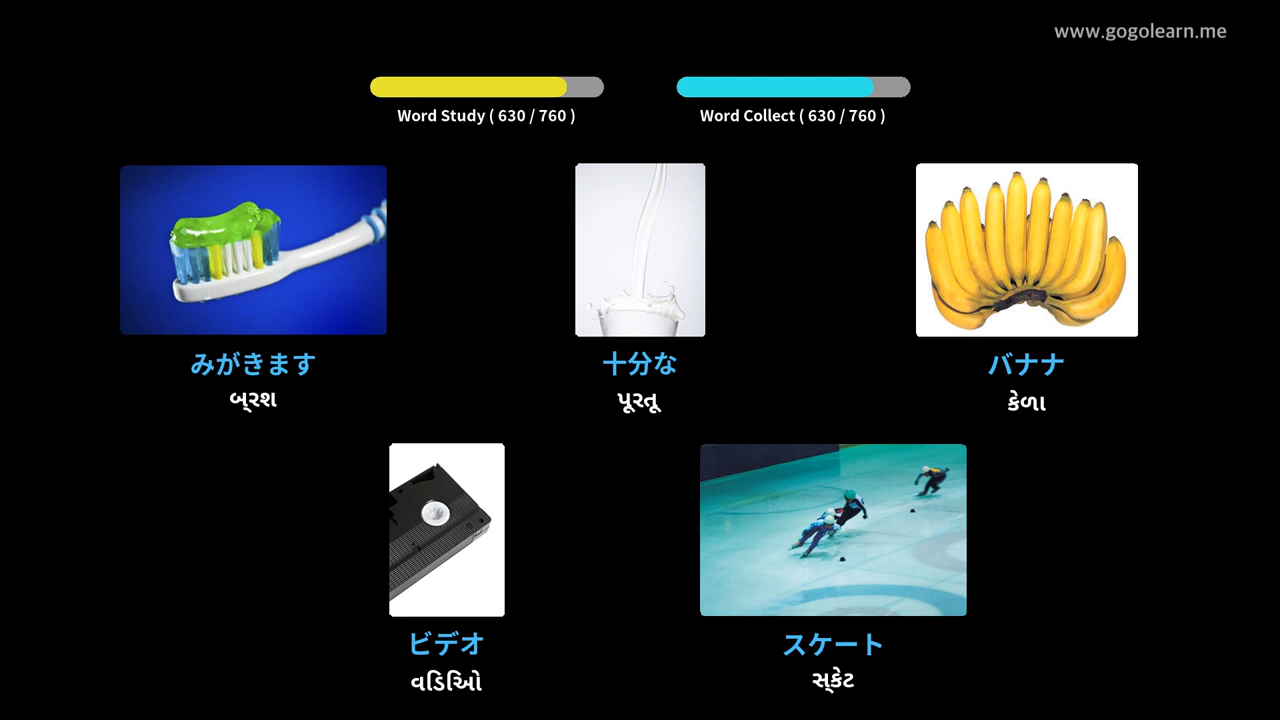 www.gogolearn.me
Word Study ( 630 / 760 )
Word Collect ( 630 / 760 )
みがきます
બ્રશ
十分な
પૂરતૂ
バナナ
કેળા
ビデオ
વડિઓિ
スケート
સ્કેટ